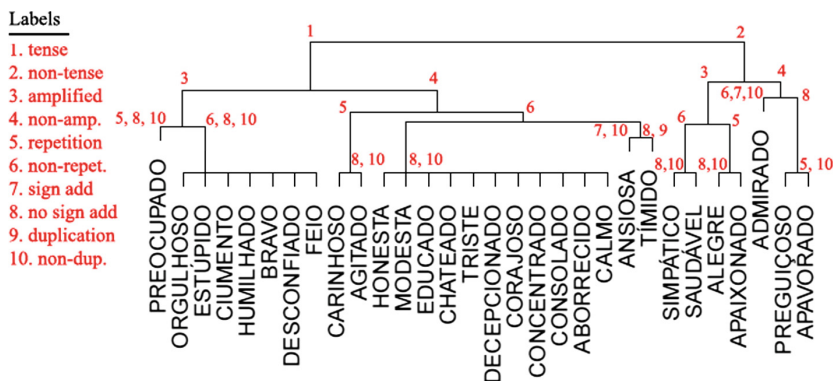 Labels
1. tense
2. non-tense
3. amplified
4. non-amp.
5. repetition
6. non-repet.
7. sign add
8. no sign add
9. duplication
10. non-dup.
1
2
3
4
3
4
5, 8, 10
6, 8, 10
5
6
6,7,10
8
8, 10
8, 10
7, 10
8, 9
6
5
8,10
8,10
5, 10
PREOCUPADO
ORGULHOSO
ESTÚPIDO
CIUMENTO
HUMILHADO
BRAVO
DESCONFIADO
FEIO
CARINHOSO
AGITADO
HONESTA
MODESTA
EDUCADO
CHATEADO
TRISTE
DECEPCIONADO
CORAJOSO
CONCENTRADO
CONSOLADO
ABORRECIDO
CALMO
ANSIOSA
TÍMIDO
SIMPÁTICO
SAUDÁVEL
ALEGRE
APAIXONADO
ADMIRADO
PREGUIÇOSO
APAVORADO